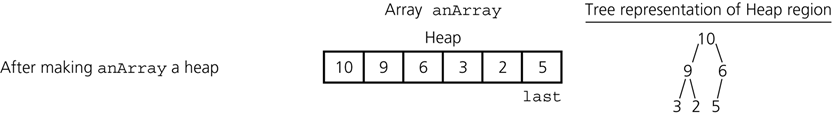 Array anArray
Tree representation of Heap region
Heap
After making anArray a heap
10 9 6 3 2 5
last
10
9 6
3 2 5